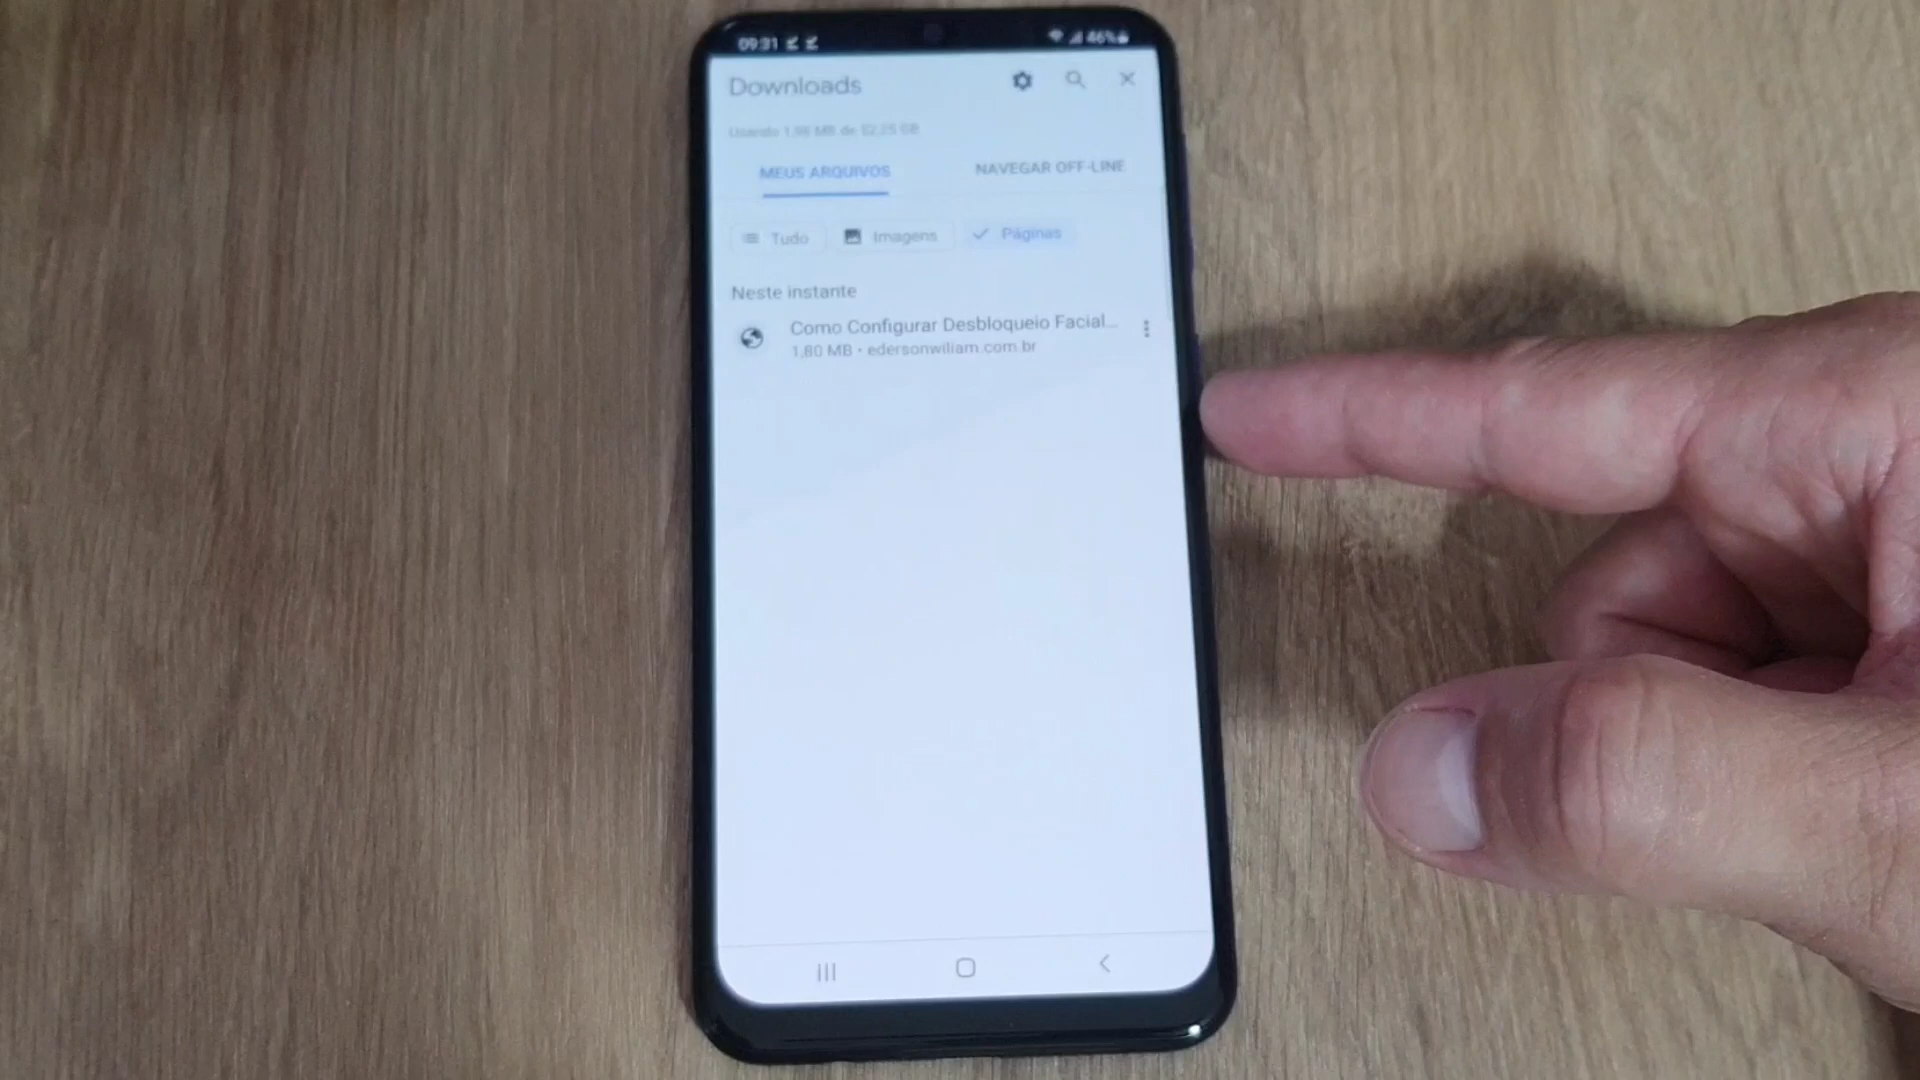 09:31
46%
Downloads
Usando 1,98 MB de 52,25 GB
MEUS ARQUIVOS
NAVEGAR OFF-LINE
Tudo
Imagens
Páginas
Neste instante
Como Configurar Desbloqueio Facial...
1,80 MB • edersonwiliam.com.br